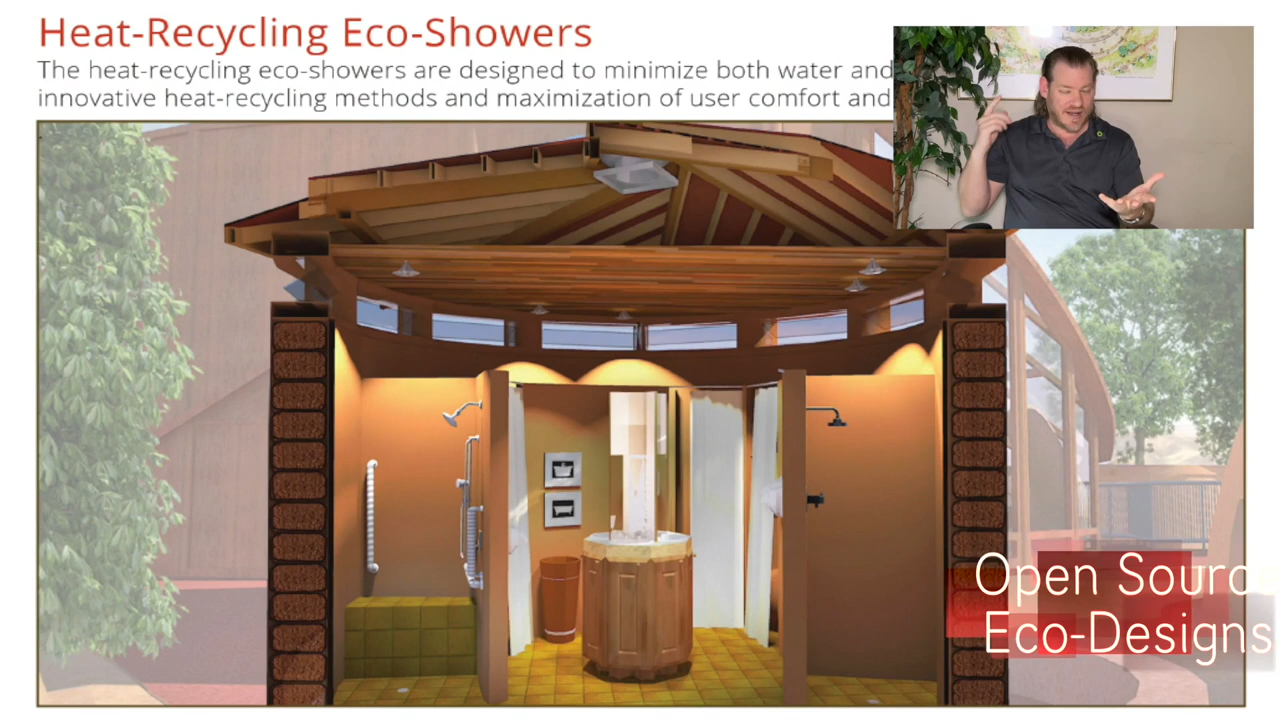 Heat-Recycling Eco-Showers
The heat-recycling eco-showers are designed to minimize both water and
innovative heat-recycling methods and maximization of user comfort and
Open Source
Eco-Designs